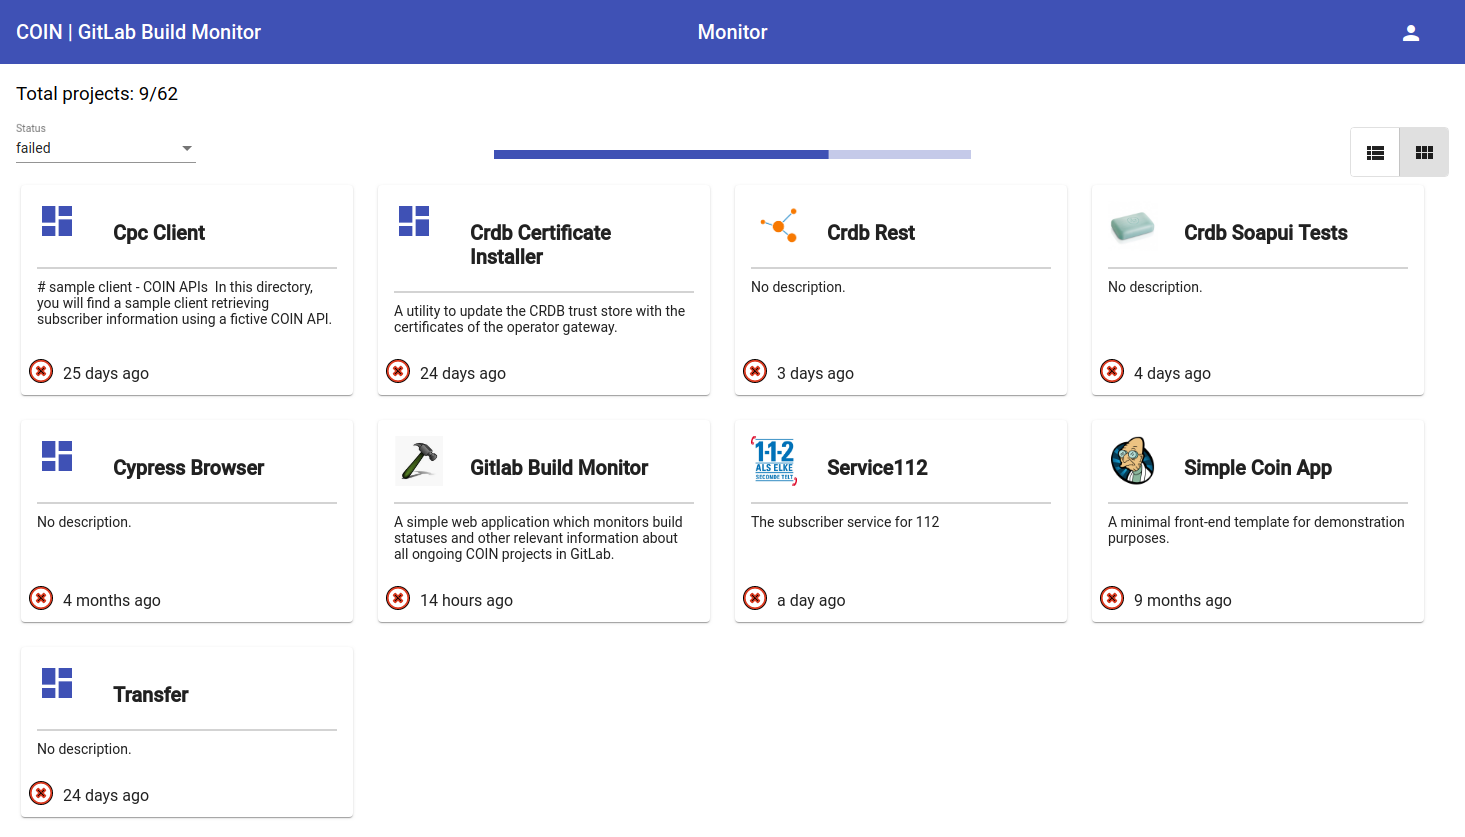 COIN | GitLab Build Monitor
Monitor
Total projects: 9/62
Status
failed
Cpc Client
# sample client - COIN APIs  In this directory,
you will find a sample client retrieving
subscriber information using a fictive COIN API.
25 days ago
Crdb Certificate
Installer
A utility to update the CRDB trust store with the
certificates of the operator gateway.
24 days ago
Crdb Rest
No description.
3 days ago
Crdb Soapui Tests
No description.
4 days ago
Cypress Browser
No description.
4 months ago
Gitlab Build Monitor
A simple web application which monitors build
statuses and other relevant information about
all ongoing COIN projects in GitLab.
14 hours ago
1-1-2
ALS ELKE
SECONDE TELT
Service112
The subscriber service for 112
a day ago
Simple Coin App
A minimal front-end template for demonstration
purposes.
9 months ago
Transfer
No description.
24 days ago